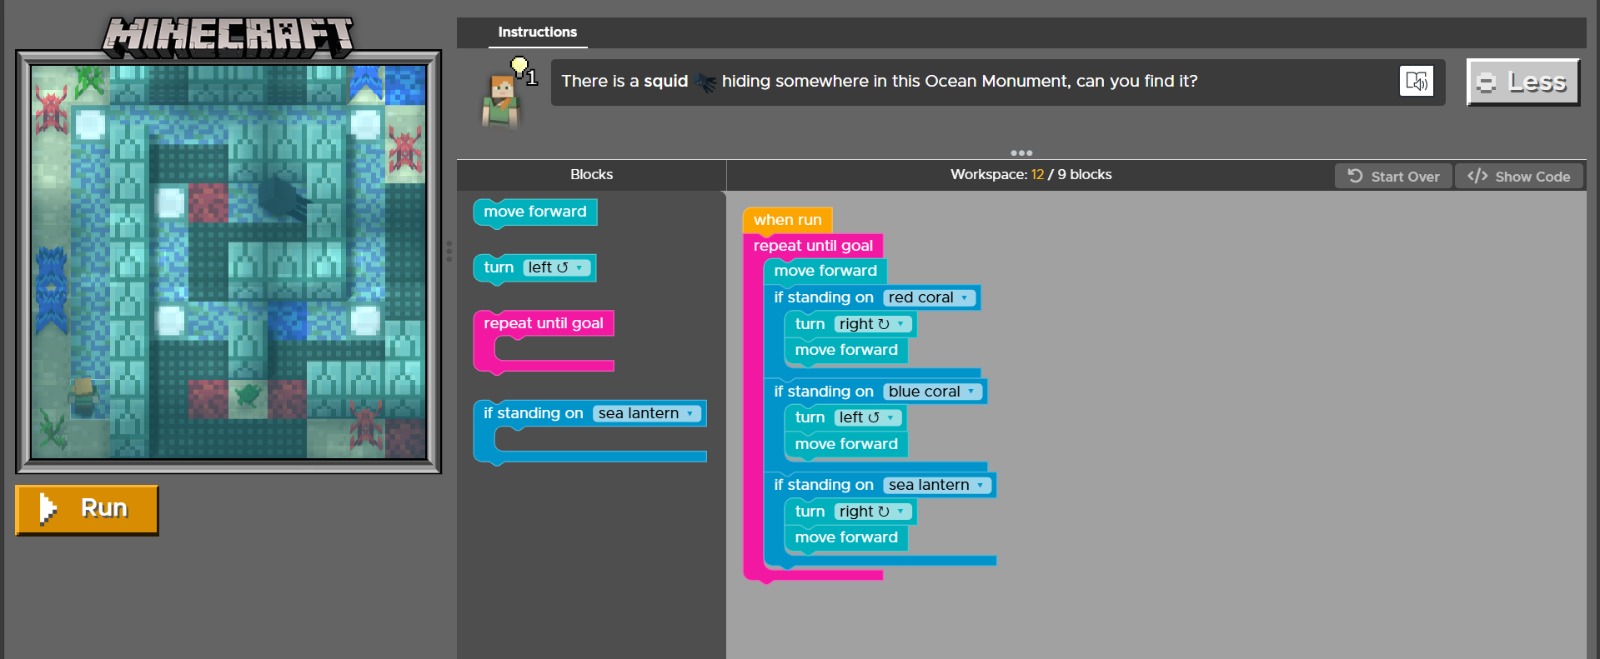 MINECRAFT
Instructions
1
There is a squid hiding somewhere in this Ocean Monument, can you find it?
Less
Blocks
Workspace: 12 / 9 blocks
Start Over
</> Show Code
move forward
turn left ↺
repeat until goal
if standing on sea lantern
when run
repeat until goal
move forward
if standing on red coral
turn right ↻
move forward
if standing on blue coral
turn left ↺
move forward
if standing on sea lantern
turn right ↻
move forward
Run